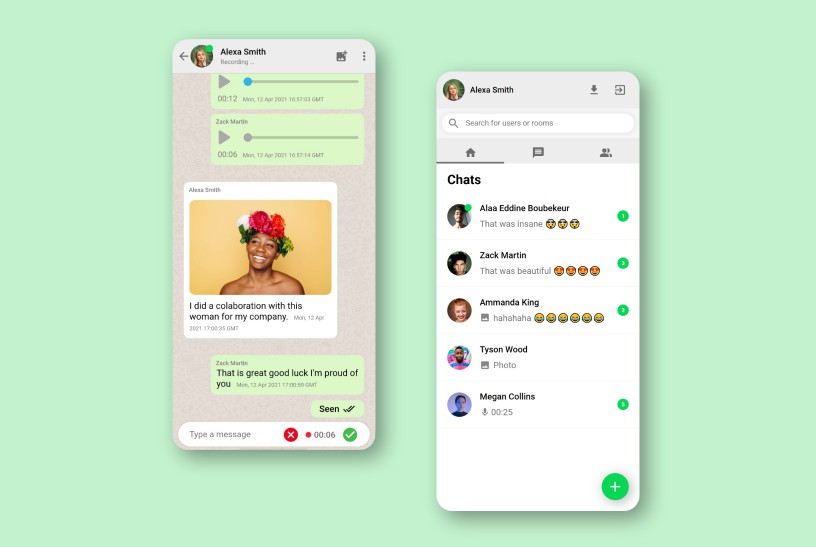 Alexa Smith
Recording ...
00:12 Mon, 12 Apr 2021 16:57:03 GMT
Zack Martin
00:06 Mon, 12 Apr 2021 16:57:14 GMT
Alexa Smith
I did a colaboration with this
woman for my company. Mon, 12 Apr
2021 17:00:35 GMT
Zack Martin
That is great good luck I'm proud of
you Mon, 12 Apr 2021 17:00:59 GMT
Seen
Type a message 00:06
Alexa Smith
Search for users or rooms
Chats
Alaa Eddine Boubekeur
That was insane 😵😵😵
1
Zack Martin
That was beautiful 😍😍😍😍
3
Ammanda King
hahahaha 😂😂😂😂😂😂
2
Tyson Wood
Photo
Megan Collins
00:25
5